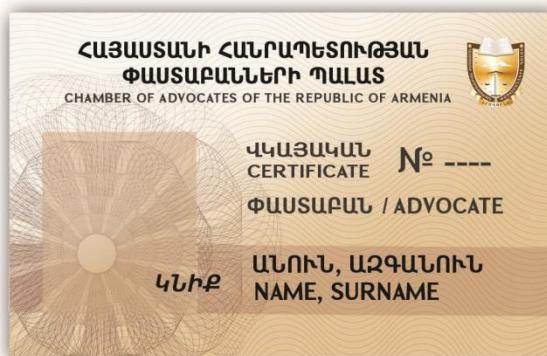 ՀԱՅԱՍՏԱՆԻ ՀԱՆՐԱՊԵՏՈՒԹՅԱՆ
ՓԱՍՏԱԲԱՆՆԵՐԻ ՊԱԼԱՏ
CHAMBER OF ADVOCATES OF THE REPUBLIC OF ARMENIA
ՎԿԱՅԱԿԱՆ
CERTIFICATE № ----
ՓԱՍՏԱԲԱՆ / ADVOCATE
ԿՆԻՔ
ԱՆՈՒՆ, ԱԶԳԱՆՈՒՆ
NAME, SURNAME